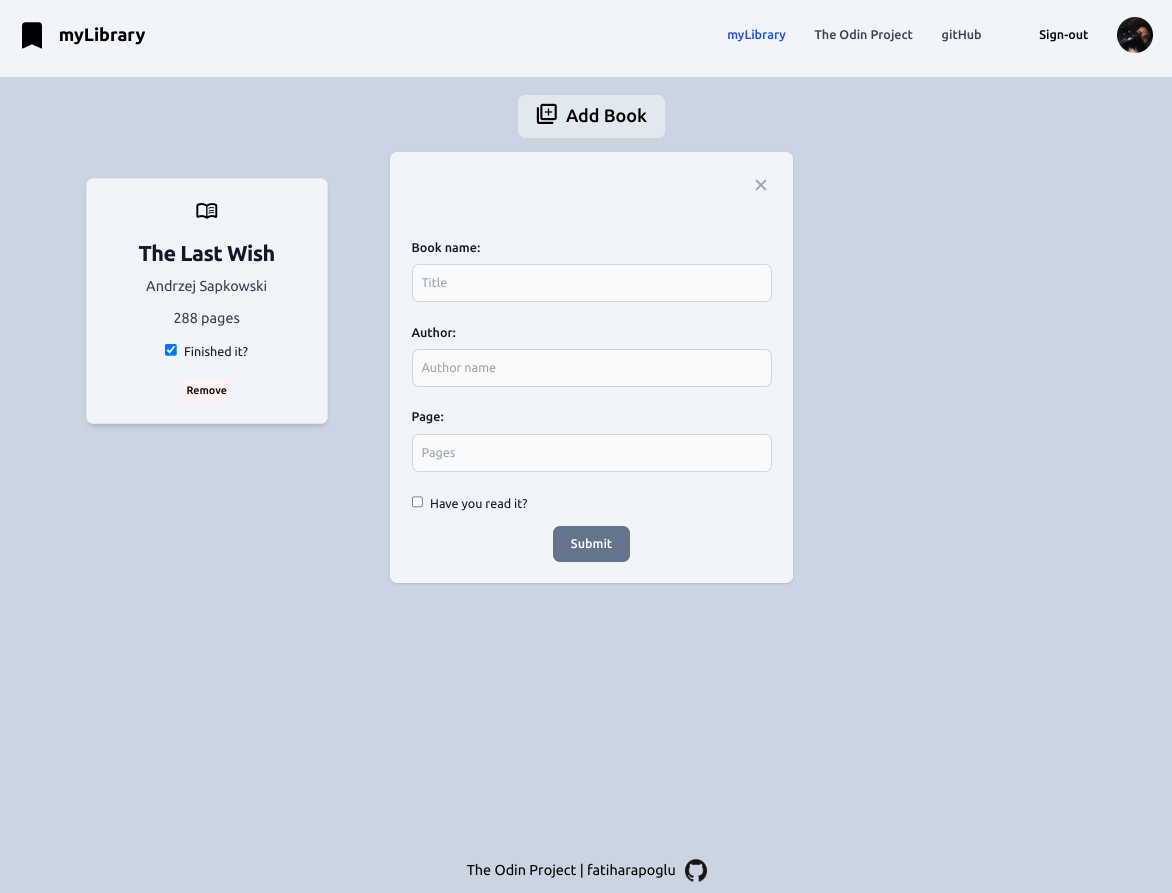 myLibrary
myLibrary The Odin Project gitHub Sign-out
Add Book
The Last Wish
Andrzej Sapkowski
288 pages
Finished it?
Remove
Book name:
Title
Author:
Author name
Page:
Pages
Have you read it?
Submit
The Odin Project | fatiharapoglu